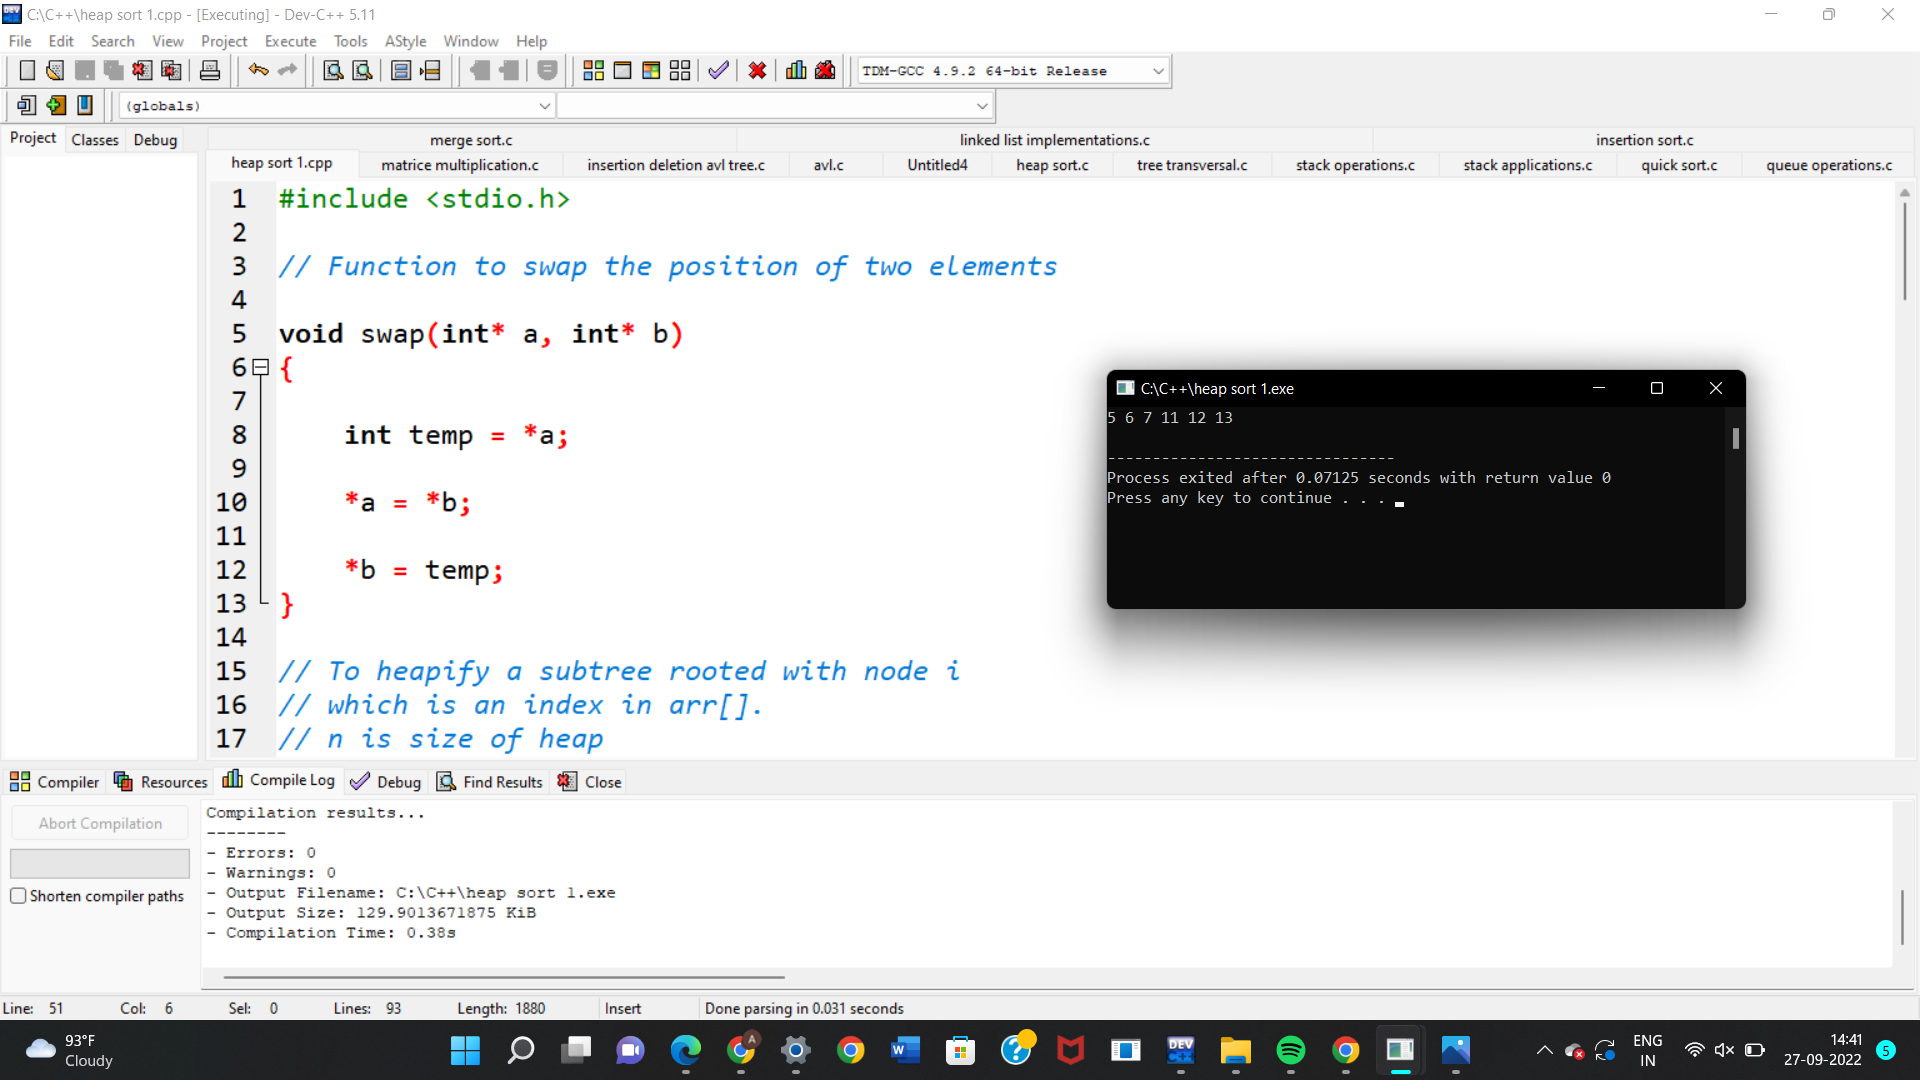 C:\C++\heap sort 1.cpp - [Executing] - Dev-C++ 5.11
File Edit Search View Project Execute Tools AStyle Window Help
TDM-GCC 4.9.2 64-bit Release
(globals)
Project Classes Debug
merge sort.c linked list implementations.c insertion sort.c
heap sort 1.cpp matrice multiplication.c insertion deletion avl tree.c avl.c Untitled4 heap sort.c tree transversal.c stack operations.c stack applications.c quick sort.c queue operations.c
1 #include <stdio.h>
2
3 // Function to swap the position of two elements
4
5 void swap(int* a, int* b)
6 {
7
8 int temp = *a;
9
10 *a = *b;
11
12 *b = temp;
13 }
14
15 // To heapify a subtree rooted with node i
16 // which is an index in arr[].
17 // n is size of heap
C:\C++\heap sort 1.exe
5 6 7 11 12 13
--------------------------------
Process exited after 0.07125 seconds with return value 0
Press any key to continue . . .
Compiler Resources Compile Log Debug Find Results Close
Abort Compilation
Shorten compiler paths
Compilation results...
--------
- Errors: 0
- Warnings: 0
- Output Filename: C:\C++\heap sort 1.exe
- Output Size: 129.9013671875 KiB
- Compilation Time: 0.38s
Line: 51 Col: 6 Sel: 0 Lines: 93 Length: 1880 Insert Done parsing in 0.031 seconds
93°F
Cloudy
A
W
DEV
C++
ENG
IN
14:41
27-09-2022
5